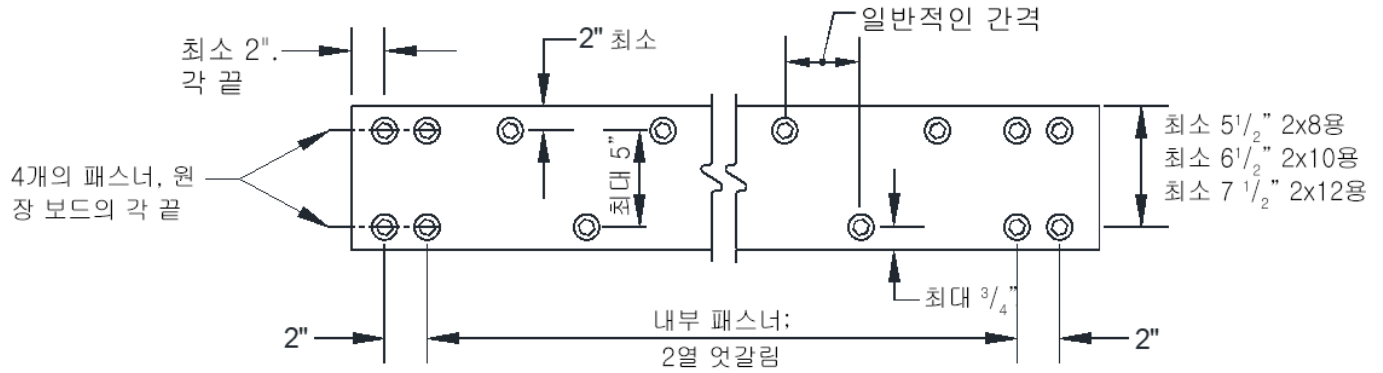 최소 2".
각 끝
2" 최소
일반적인 간격
4개의 패스너, 원
장 보드의 각 끝
최대 5"
최소 5 1/2" 2x8용
최소 6 1/2" 2x10용
최소 7 1/2" 2x12용
최대 3/4"
2"
내부 패스너;
2열 엇갈림
2"